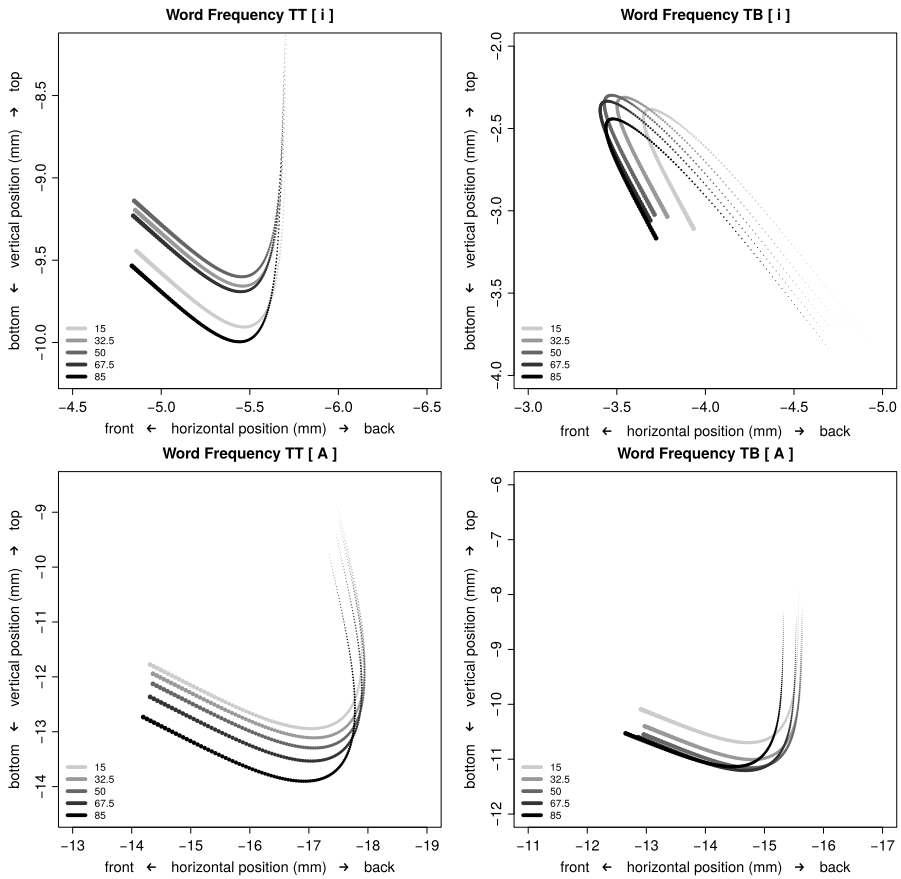 Word Frequency TT [ i ]
top
vertical position (mm)
bottom
−8.5
−9.0
−9.5
−10.0
15
32.5
50
67.5
85
−4.5 −5.0 −5.5 −6.0 −6.5
front ← horizontal position (mm) → back
Word Frequency TB [ i ]
top
vertical position (mm)
bottom
−2.0
−2.5
−3.0
−3.5
−4.0
15
32.5
50
67.5
85
−3.0 −3.5 −4.0 −4.5 −5.0
front ← horizontal position (mm) → back
Word Frequency TT [ A ]
top
vertical position (mm)
bottom
−9
−10
−11
−12
−13
−14
15
32.5
50
67.5
85
−13 −14 −15 −16 −17 −18 −19
front ← horizontal position (mm) → back
Word Frequency TB [ A ]
top
vertical position (mm)
bottom
−6
−7
−8
−9
−10
−11
−12
15
32.5
50
67.5
85
−11 −12 −13 −14 −15 −16 −17
front ← horizontal position (mm) → back